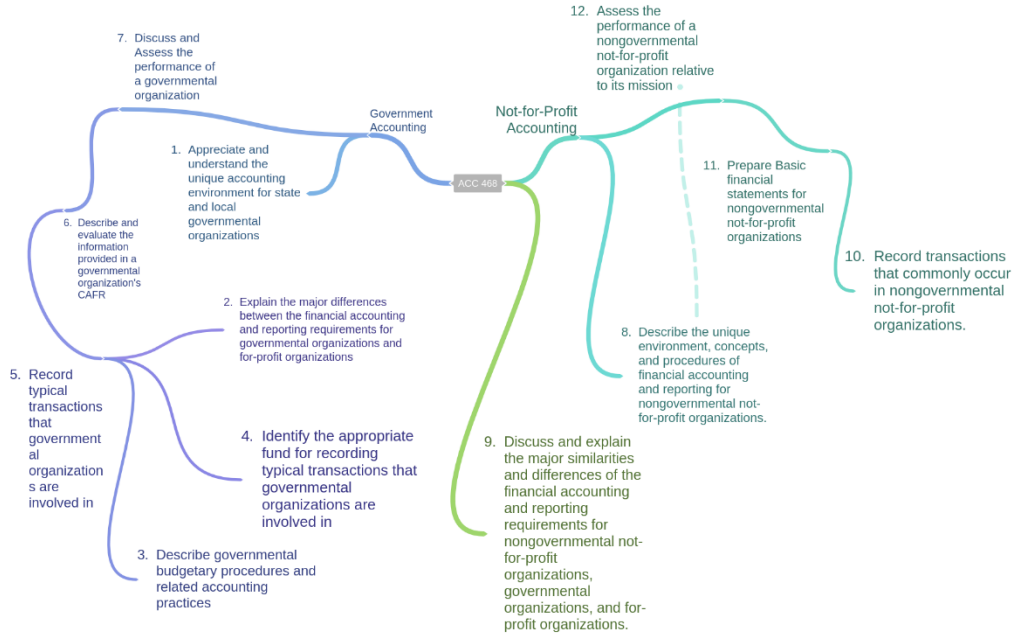 ACC 468
Government
Accounting
1. Appreciate and
understand the
unique accounting
environment for state
and local
governmental
organizations
2. Explain the major differences
between the financial accounting
and reporting requirements for
governmental organizations and
for-profit organizations
3. Describe governmental
budgetary procedures and
related accounting
practices
4. Identify the appropriate
fund for recording
typical transactions that
governmental
organizations are
involved in
5. Record
typical
transactions
that
government
al
organization
s are
involved in
6. Describe and
evaluate the
information
provided in a
governmental
organization's
CAFR
7. Discuss and
Assess the
performance of
a governmental
organization
Not-for-Profit
Accounting
8. Describe the unique
environment, concepts,
and procedures of
financial accounting
and reporting for
nongovernmental not-
for-profit organizations.
9. Discuss and explain
the major similarities
and differences of the
financial accounting
and reporting
requirements for
nongovernmental not-
for-profit
organizations,
governmental
organizations, and for-
profit organizations.
10. Record transactions
that commonly occur
in nongovernmental
not-for-profit
organizations.
11. Prepare Basic
financial
statements for
nongovernmental
not-for-profit
organizations
12. Assess the
performance of a
nongovernmental
not-for-profit
organization relative
to its mission